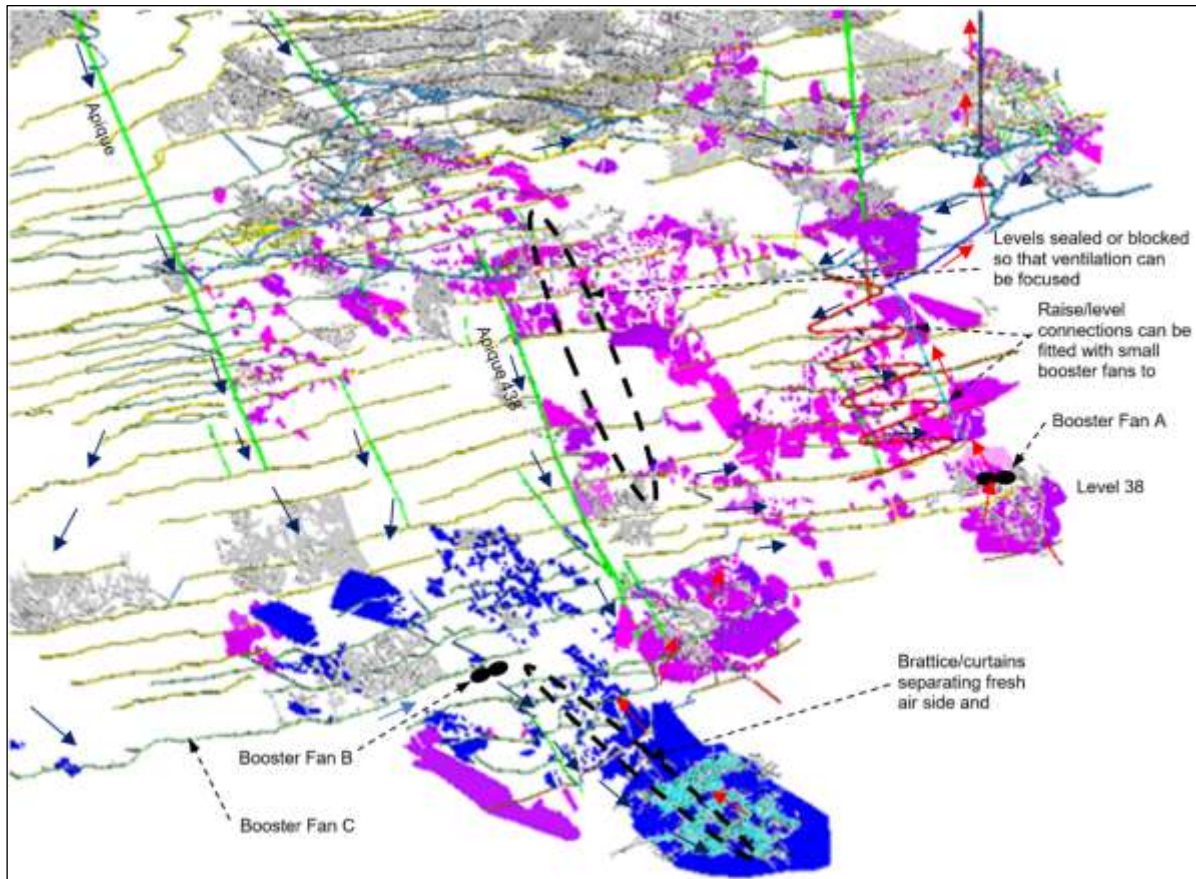 Apique
Apique 438
Levels sealed or blocked
so that ventilation can
be focused
Raise/level
connections can be
fitted with small
booster fans to
Booster Fan A
Level 38
Brattice/curtains
separating fresh
air side and
Booster Fan B
Booster Fan C